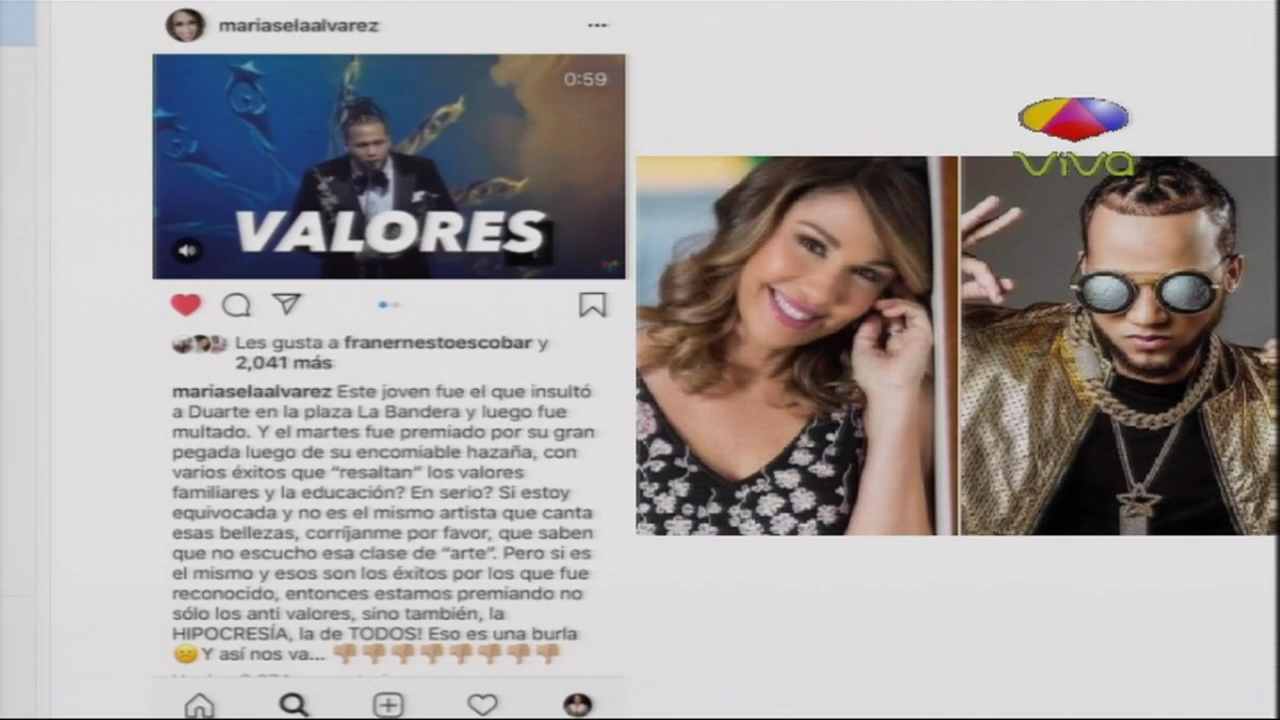 mariaselaalvarez
0:59
VALORES
Les gusta a franernestoescobar y
2,041 más
mariaselaalvarez Este joven fue el que insultó
a Duarte en la plaza La Bandera y luego fue
multado. Y el martes fue premiado por su gran
pegada luego de su encomiable hazaña, con
varios éxitos que “resaltan” los valores
familiares y la educación? En serio? Si estoy
equivocada y no es el mismo artista que canta
esas bellezas, corríjanme por favor, que saben
que no escucho esa clase de “arte”. Pero si es
el mismo y esos son los éxitos por los que fue
reconocido, entonces estamos premiando no
sólo los anti valores, sino también, la
HIPOCRESÍA, la de TODOS! Eso es una burla
Y así nos va...
VIVA